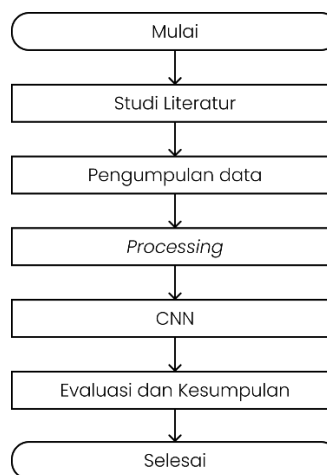 Mulai
Studi Literatur
Pengumpulan data
Processing
CNN
Evaluasi dan Kesumpulan
Selesai